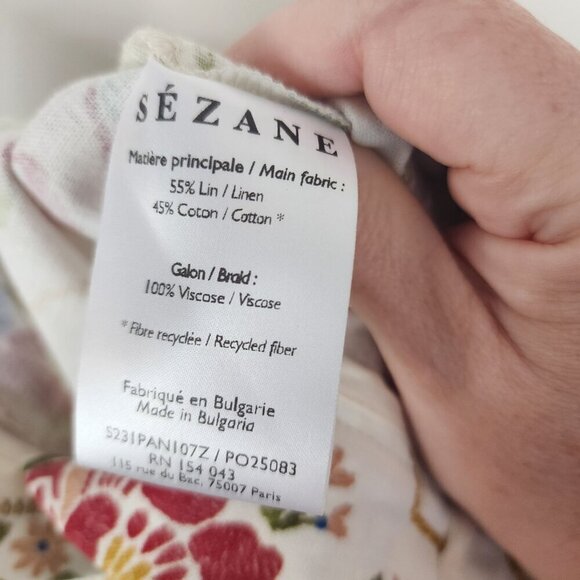 SÉZANE
Matière principale / Main fabric :
55% Lin / Linen
45% Coton / Cotton *
Galon / Braid :
100% Viscose / Viscose
* Fibre recyclée / Recycled fiber
Fabriqué en Bulgarie
Made in Bulgaria
S231PAN107Z / PO25083
RN 154 043
115 rue du Bac, 75007 Paris